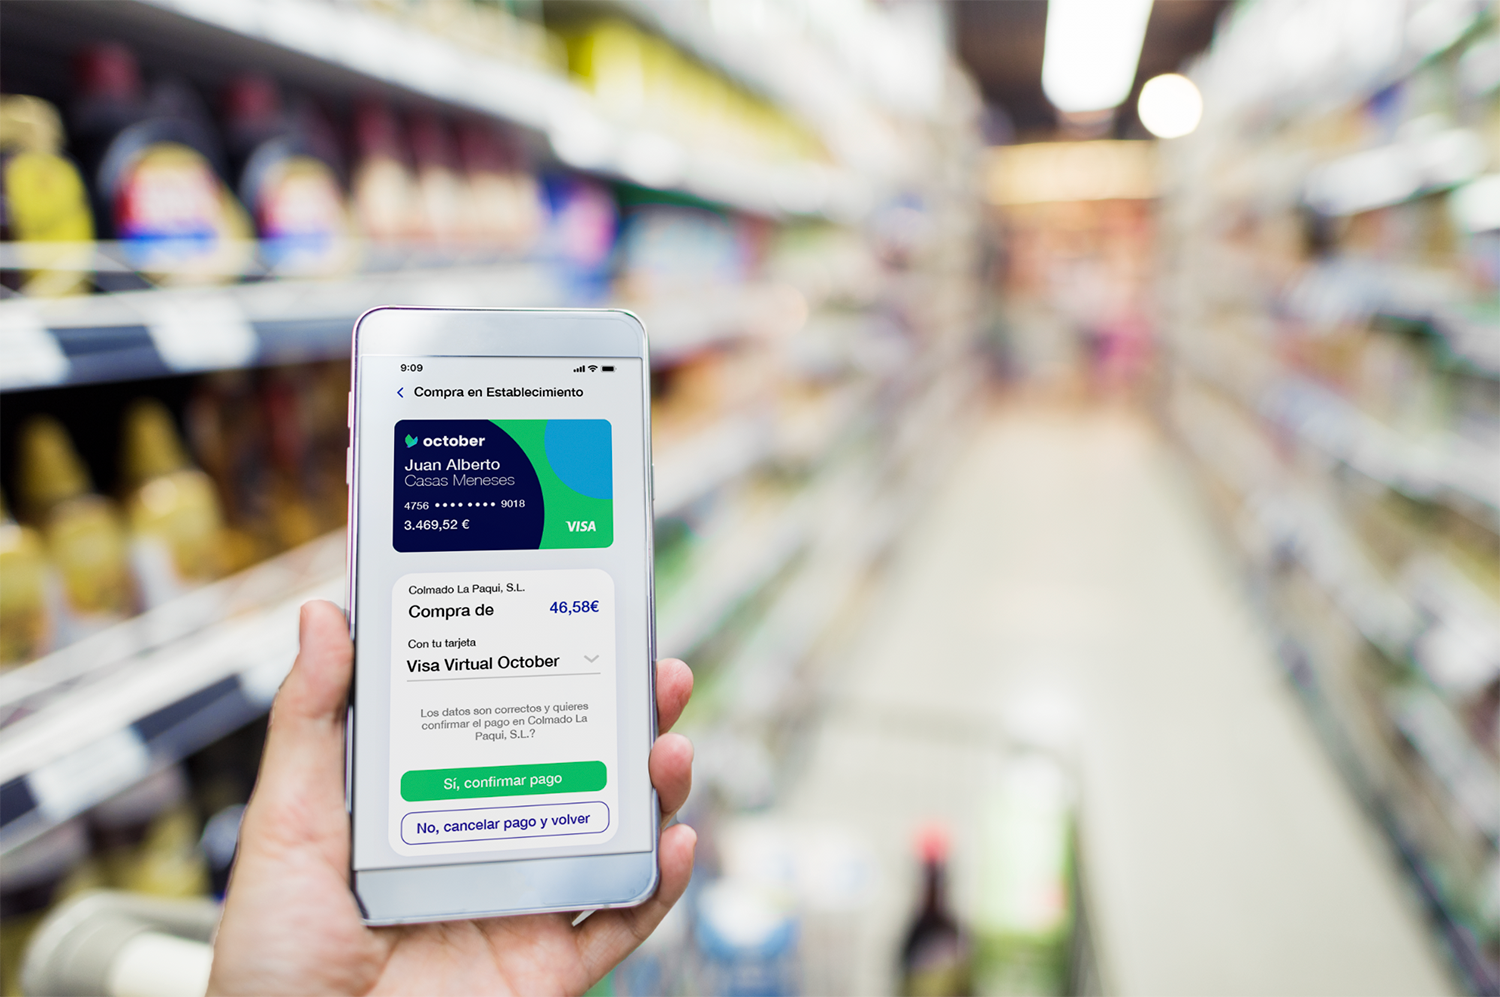 9:09
Compra en Establecimiento
october
Juan Alberto
Casas Meneses
4756 •••• •••• 9018
3.469,52 €
VISA
Colmado La Paqui, S.L.
Compra de 46,58€
Con tu tarjeta
Visa Virtual October
Los datos son correctos y quieres
confirmar el pago en Colmado La
Paqui, S.L.?
Sí, confirmar pago
No, cancelar pago y volver